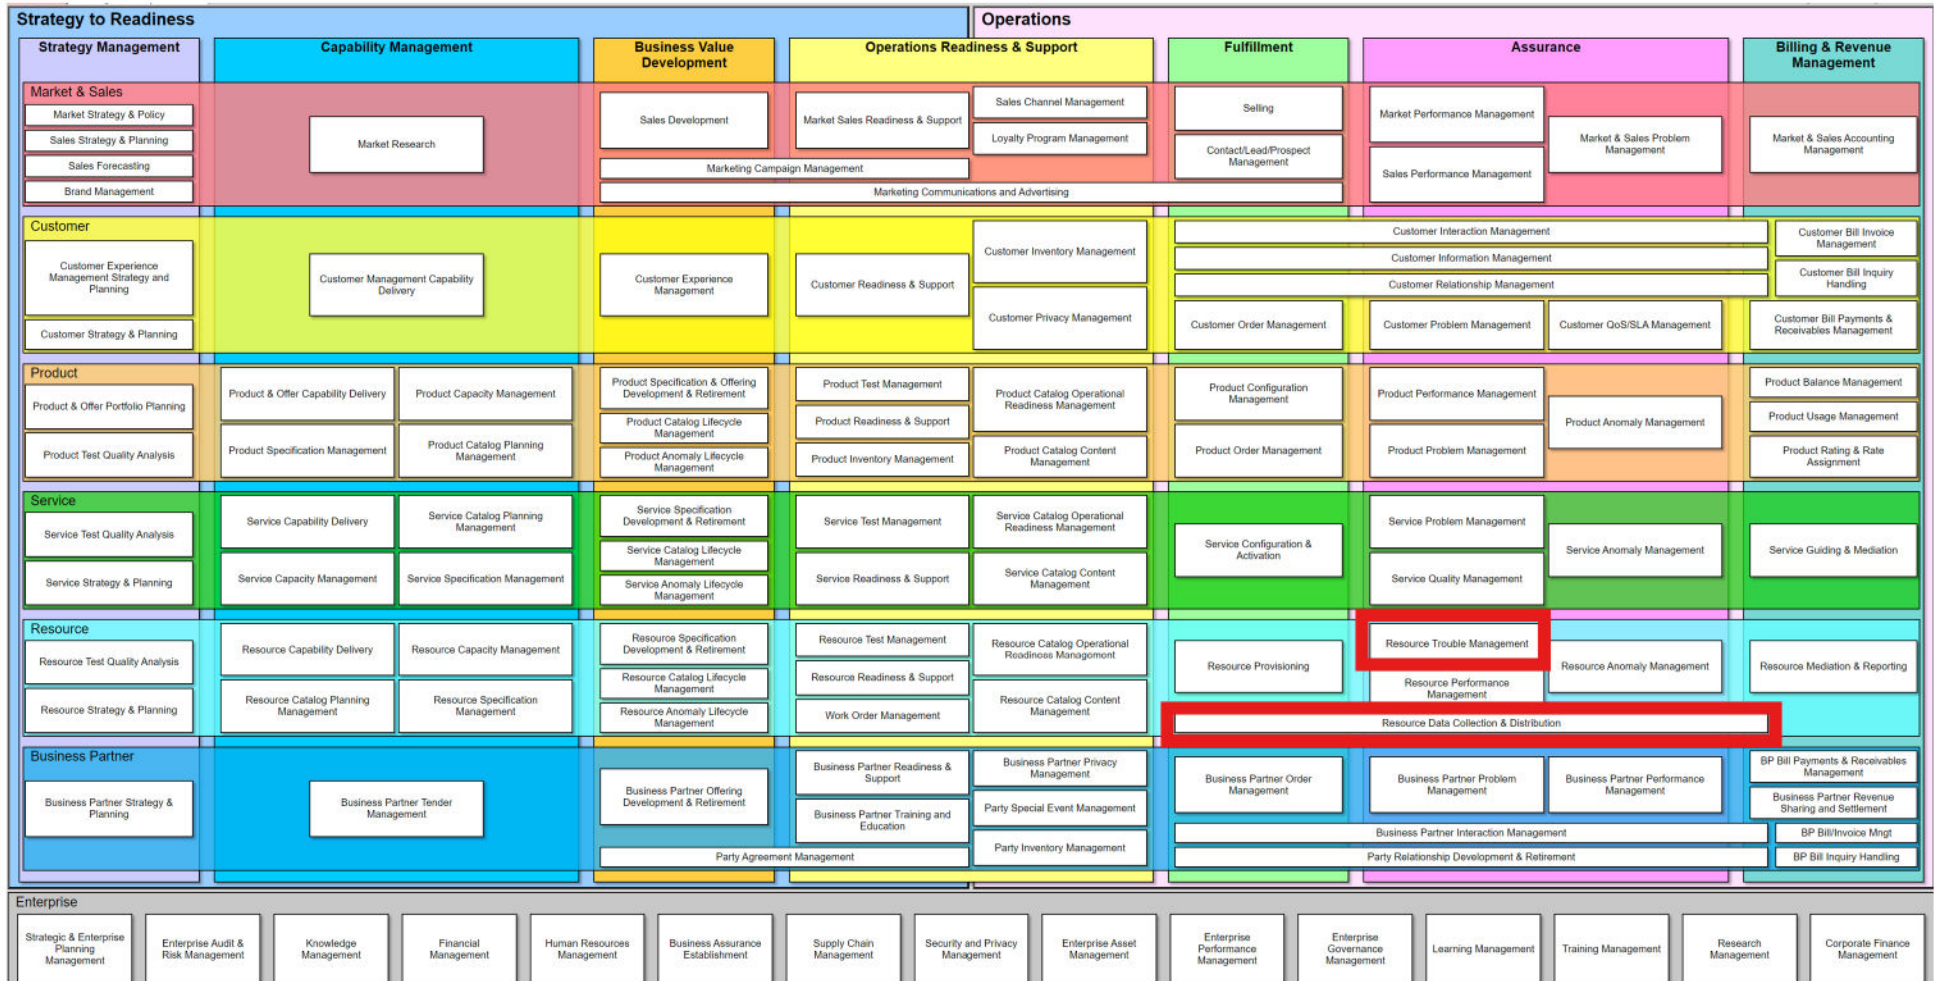 Strategy to Readiness
Operations
Strategy Management
Capability Management
Business Value
Development
Operations Readiness & Support
Fulfillment
Assurance
Billing & Revenue
Management
Market & Sales
Market Strategy & Policy
Sales Strategy & Planning
Sales Forecasting
Brand Management
Market Research
Sales Development
Market Sales Readiness & Support
Sales Channel Management
Loyalty Program Management
Marketing Campaign Management
Marketing Communications and Advertising
Selling
Contact/Lead/Prospect
Management
Market Performance Management
Sales Performance Management
Market & Sales Problem
Management
Market & Sales Accounting
Management
Customer
Customer Experience
Management Strategy and
Planning
Customer Strategy & Planning
Customer Management Capability
Delivery
Customer Experience
Management
Customer Readiness & Support
Customer Inventory Management
Customer Privacy Management
Customer Interaction Management
Customer Information Management
Customer Relationship Management
Customer Order Management
Customer Problem Management
Customer QoS/SLA Management
Customer Bill Invoice
Management
Customer Bill Inquiry
Handling
Customer Bill Payments &
Receivables Management
Product
Product & Offer Portfolio Planning
Product Test Quality Analysis
Product & Offer Capability Delivery
Product Capacity Management
Product Specification Management
Product Catalog Planning
Management
Product Specification & Offering
Development & Retirement
Product Catalog Lifecycle
Management
Product Anomaly Lifecycle
Management
Product Test Management
Product Readiness & Support
Product Inventory Management
Product Catalog Operational
Readiness Management
Product Catalog Content
Management
Product Configuration
Management
Product Order Management
Product Performance Management
Product Problem Management
Product Anomaly Management
Product Balance Management
Product Usage Management
Product Rating & Rate
Assignment
Service
Service Test Quality Analysis
Service Strategy & Planning
Service Capability Delivery
Service Catalog Planning
Management
Service Capacity Management
Service Specification Management
Service Specification
Development & Retirement
Service Catalog Lifecycle
Management
Service Anomaly Lifecycle
Management
Service Test Management
Service Readiness & Support
Service Catalog Operational
Readiness Management
Service Catalog Content
Management
Service Configuration &
Activation
Service Problem Management
Service Quality Management
Service Anomaly Management
Service Guiding & Mediation
Resource
Resource Test Quality Analysis
Resource Strategy & Planning
Resource Capability Delivery
Resource Capacity Management
Resource Catalog Planning
Management
Resource Specification
Management
Resource Specification
Development & Retirement
Resource Catalog Lifecycle
Management
Resource Anomaly Lifecycle
Management
Resource Test Management
Resource Readiness & Support
Work Order Management
Resource Catalog Operational
Readiness Management
Resource Catalog Content
Management
Resource Provisioning
Resource Trouble Management
Resource Performance
Management
Resource Anomaly Management
Resource Data Collection & Distribution
Resource Mediation & Reporting
Business Partner
Business Partner Strategy &
Planning
Business Partner Tender
Management
Business Partner Offering
Development & Retirement
Business Partner Readiness &
Support
Business Partner Training and
Education
Party Agreement Management
Business Partner Privacy
Management
Party Special Event Management
Party Inventory Management
Business Partner Order
Management
Business Partner Problem
Management
Business Partner Performance
Management
Business Partner Interaction Management
Party Relationship Development & Retirement
BP Bill Payments & Receivables
Management
Business Partner Revenue
Sharing and Settlement
BP Bill/Invoice Mngt
BP Bill Inquiry Handling
Enterprise
Strategic & Enterprise
Planning
Management
Enterprise Audit &
Risk Management
Knowledge
Management
Financial
Management
Human Resources
Management
Business Assurance
Establishment
Supply Chain
Management
Security and Privacy
Management
Enterprise Asset
Management
Enterprise
Performance
Management
Enterprise
Governance
Management
Learning Management
Training Management
Research
Management
Corporate Finance
Management